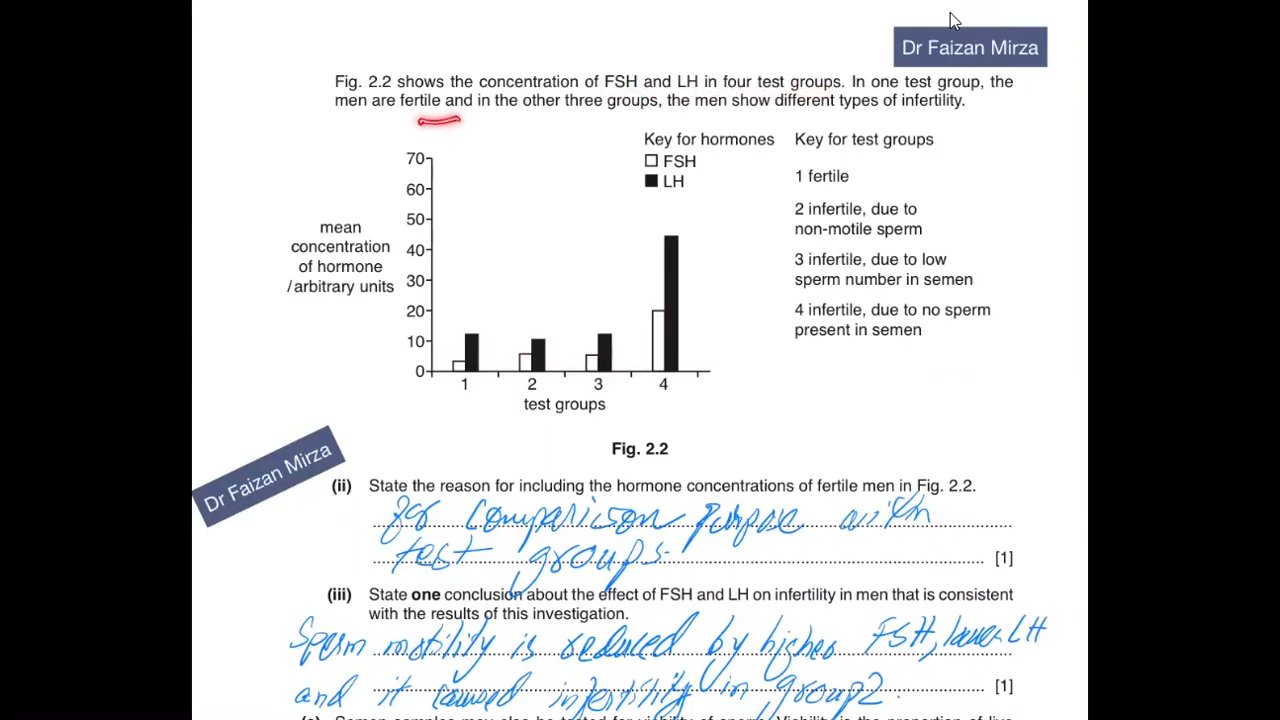 Dr Faizan Mirza
Fig. 2.2 shows the concentration of FSH and LH in four test groups. In one test group, the
men are fertile and in the other three groups, the men show different types of infertility.
Key for hormones
FSH
LH
Key for test groups
1 fertile
2 infertile, due to
non-motile sperm
3 infertile, due to low
sperm number in semen
4 infertile, due to no sperm
present in semen
mean
concentration
of hormone
/ arbitrary units
70
60
50
40
30
20
10
0
1 2 3 4
test groups
Fig. 2.2
Dr Faizan Mirza
(ii) State the reason for including the hormone concentrations of fertile men in Fig. 2.2.
for comparison purpose with
test groups. [1]
(iii) State one conclusion about the effect of FSH and LH on infertility in men that is consistent
with the results of this investigation.
Sperm motility is reduced by higher FSH, lower LH
and it caused infertility in group 2. [1]